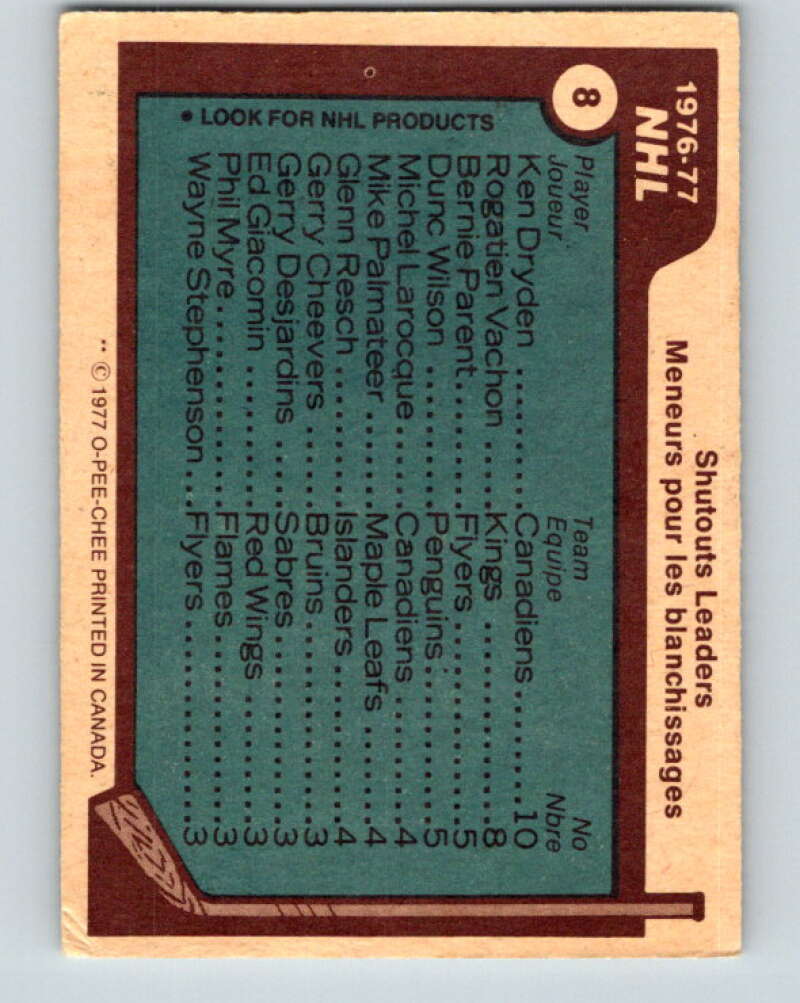 8
1976-77
NHL
Shutouts Leaders
Meneurs pour les blanchissages
Player Team No
Joueur Equipe Nbre
Ken Dryden ..........Canadiens........10
Rogatien Vachon .....Kings ........8
Bernie Parent.......Flyers.........5
Dunc Wilson ........Penguins.......5
Michel Larocque......Canadiens ......4
Mike Palmateer ......Maple Leafs .....4
Glenn Resch ........Islanders.......4
Gerry Cheevers ......Bruins........3
Gerry Desjardins .....Sabres........3
Ed Giacomin ........Red Wings ......3
Phil Myre..........Flames........3
Wayne Stephenson ...Flyers.........3
• LOOK FOR NHL PRODUCTS
** © 1977 O-PEE-CHEE PRINTED IN CANADA.